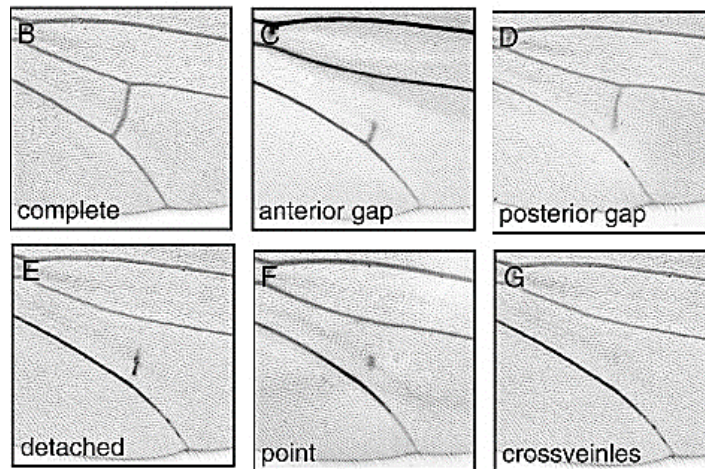 B
complete
C
anterior gap
D
posterior gap
E
detached
F
point
G
crossveinles